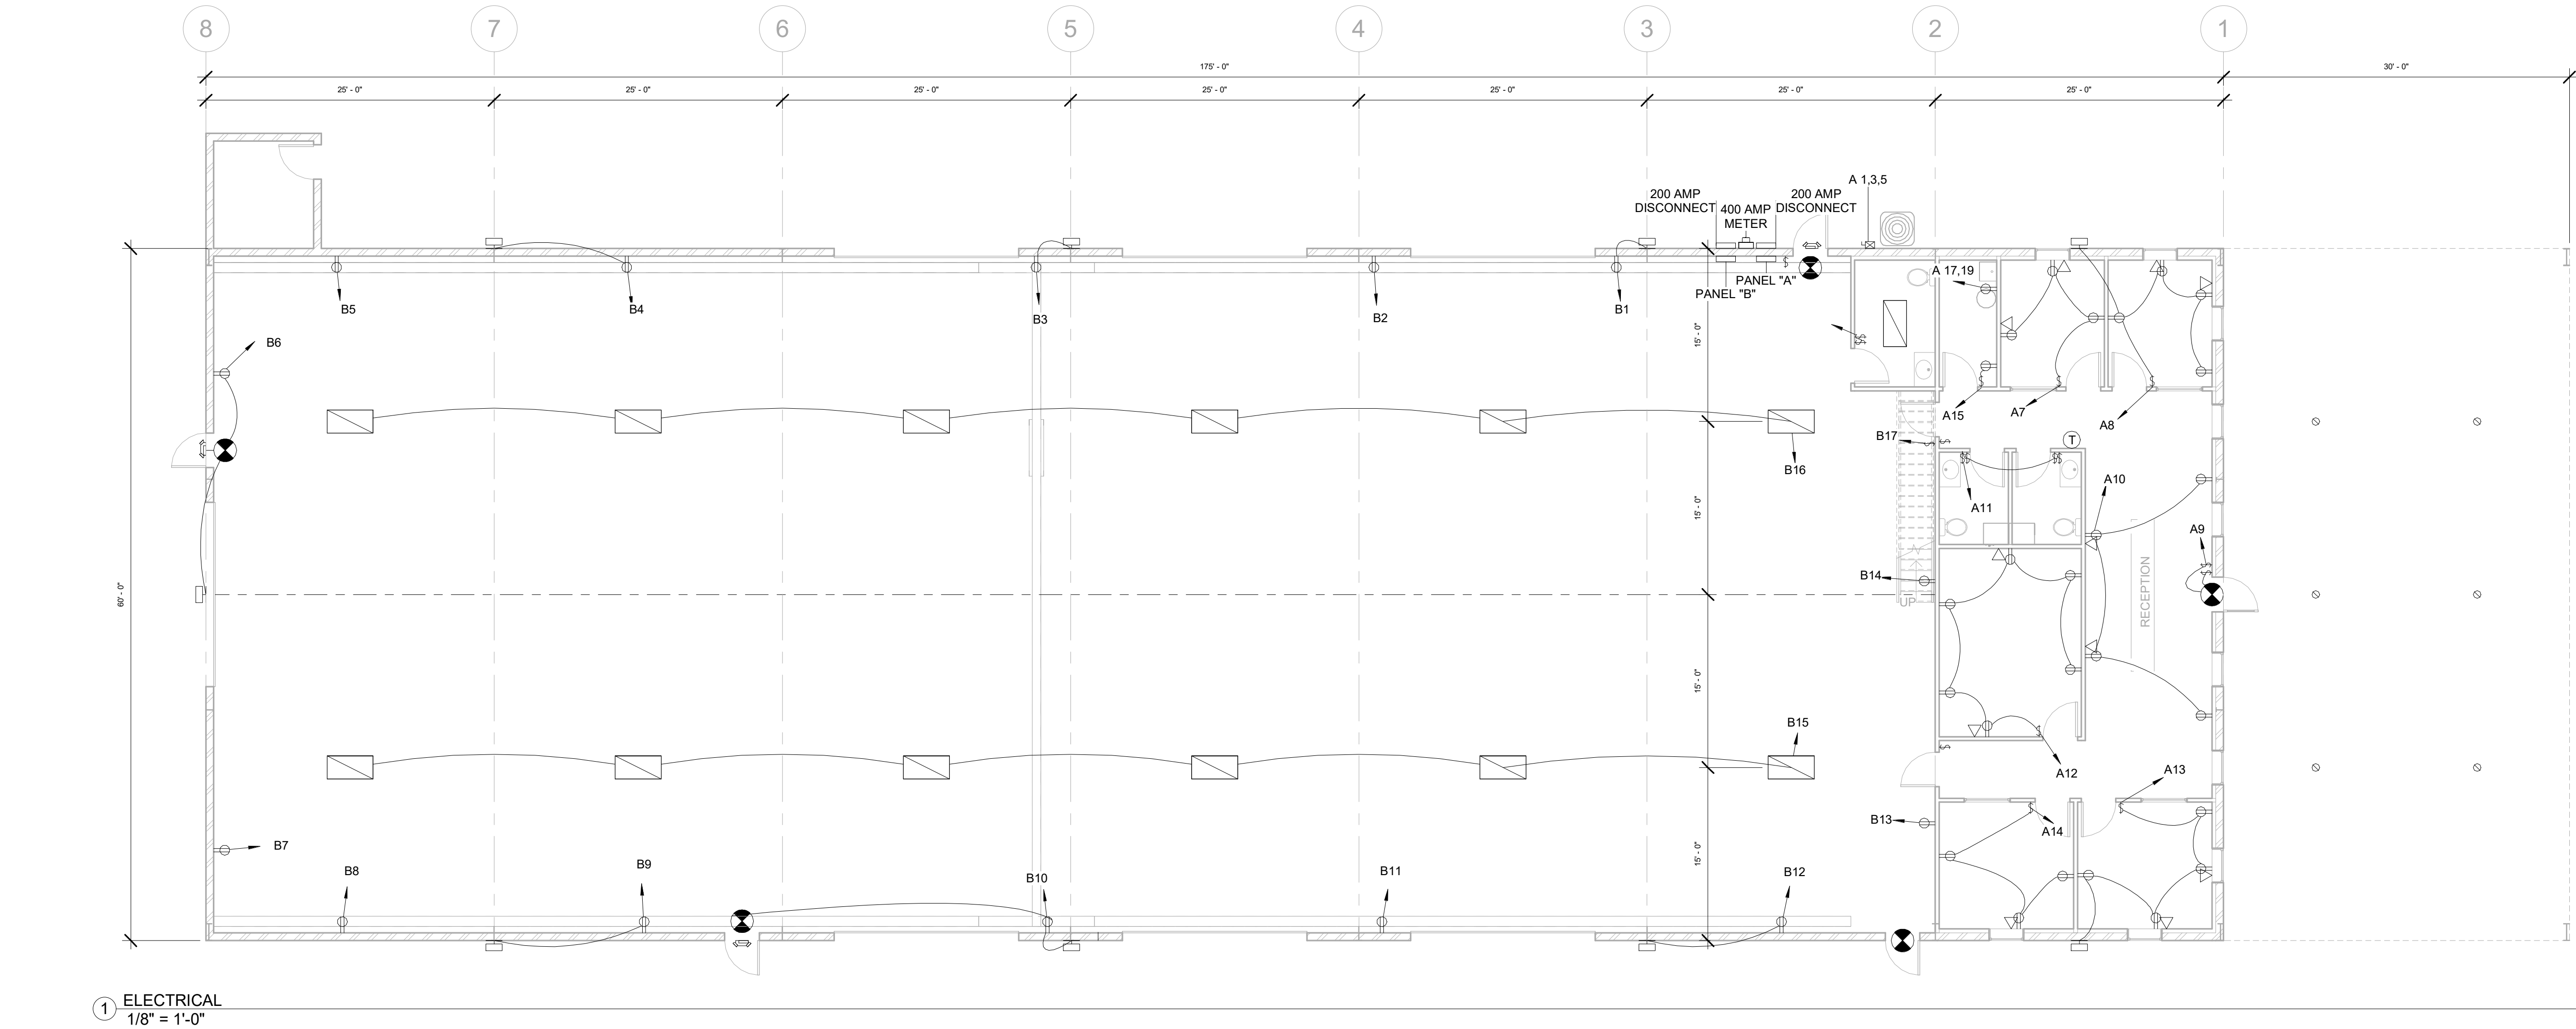 8 7 6 5 4 3 2 1
175' - 0" 30' - 0"
25' - 0" 25' - 0" 25' - 0" 25' - 0" 25' - 0" 25' - 0" 25' - 0"
A 1,3,5
200 AMP
DISCONNECT
400 AMP
METER
200 AMP
DISCONNECT
A 17,19
PANEL "A"
PANEL "B"
B5
B4
B3
B2
B1
B6
15' - 0"
A15
A7
A8
B17
T
B16
A10
15' - 0"
A11
A9
60' - 0"
B14
UP
RECEPTION
15' - 0"
B15
A12
A13
B13
A14
15' - 0"
B7
B8
B9
B10
B11
B12
1
ELECTRICAL
1/8" = 1'-0"